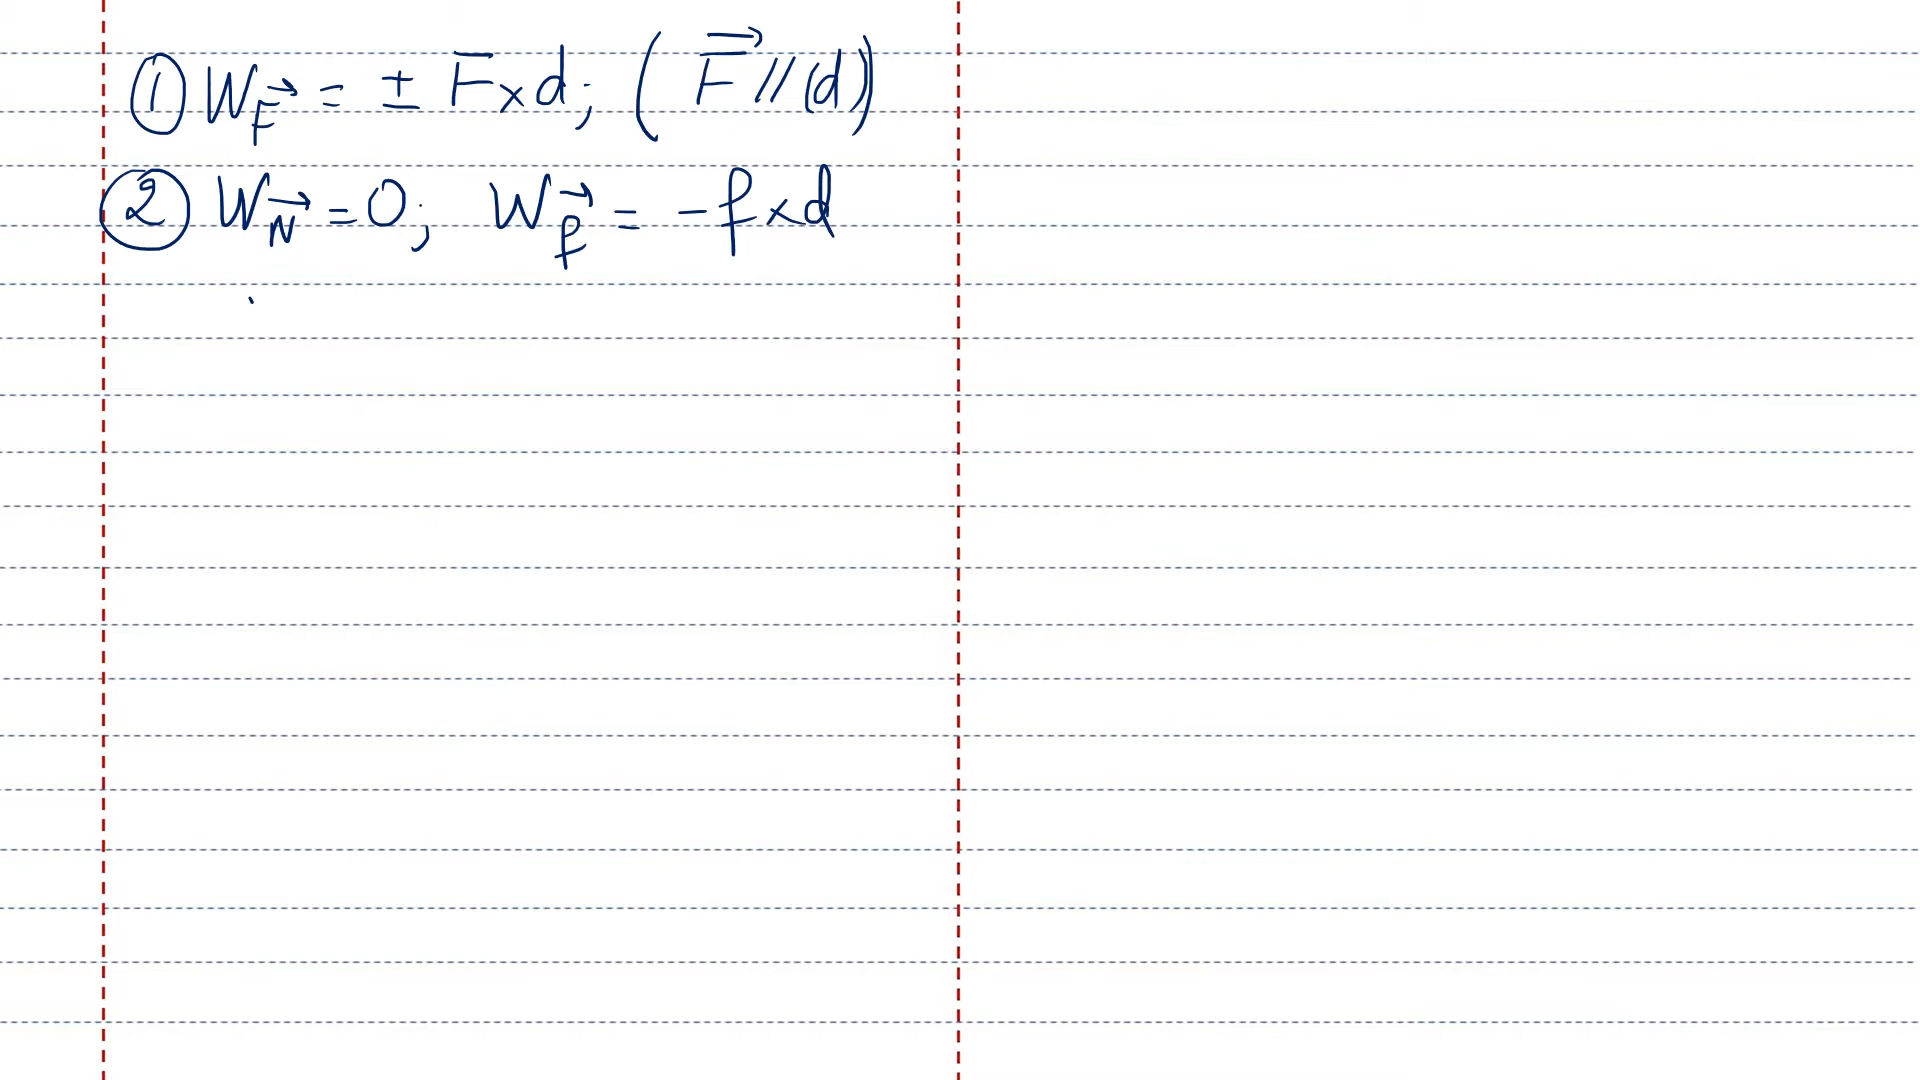 ① W_F⃗ = ± F × d; (F⃗ // (d))
② W_N⃗ = 0; W_f⃗ = - f × d